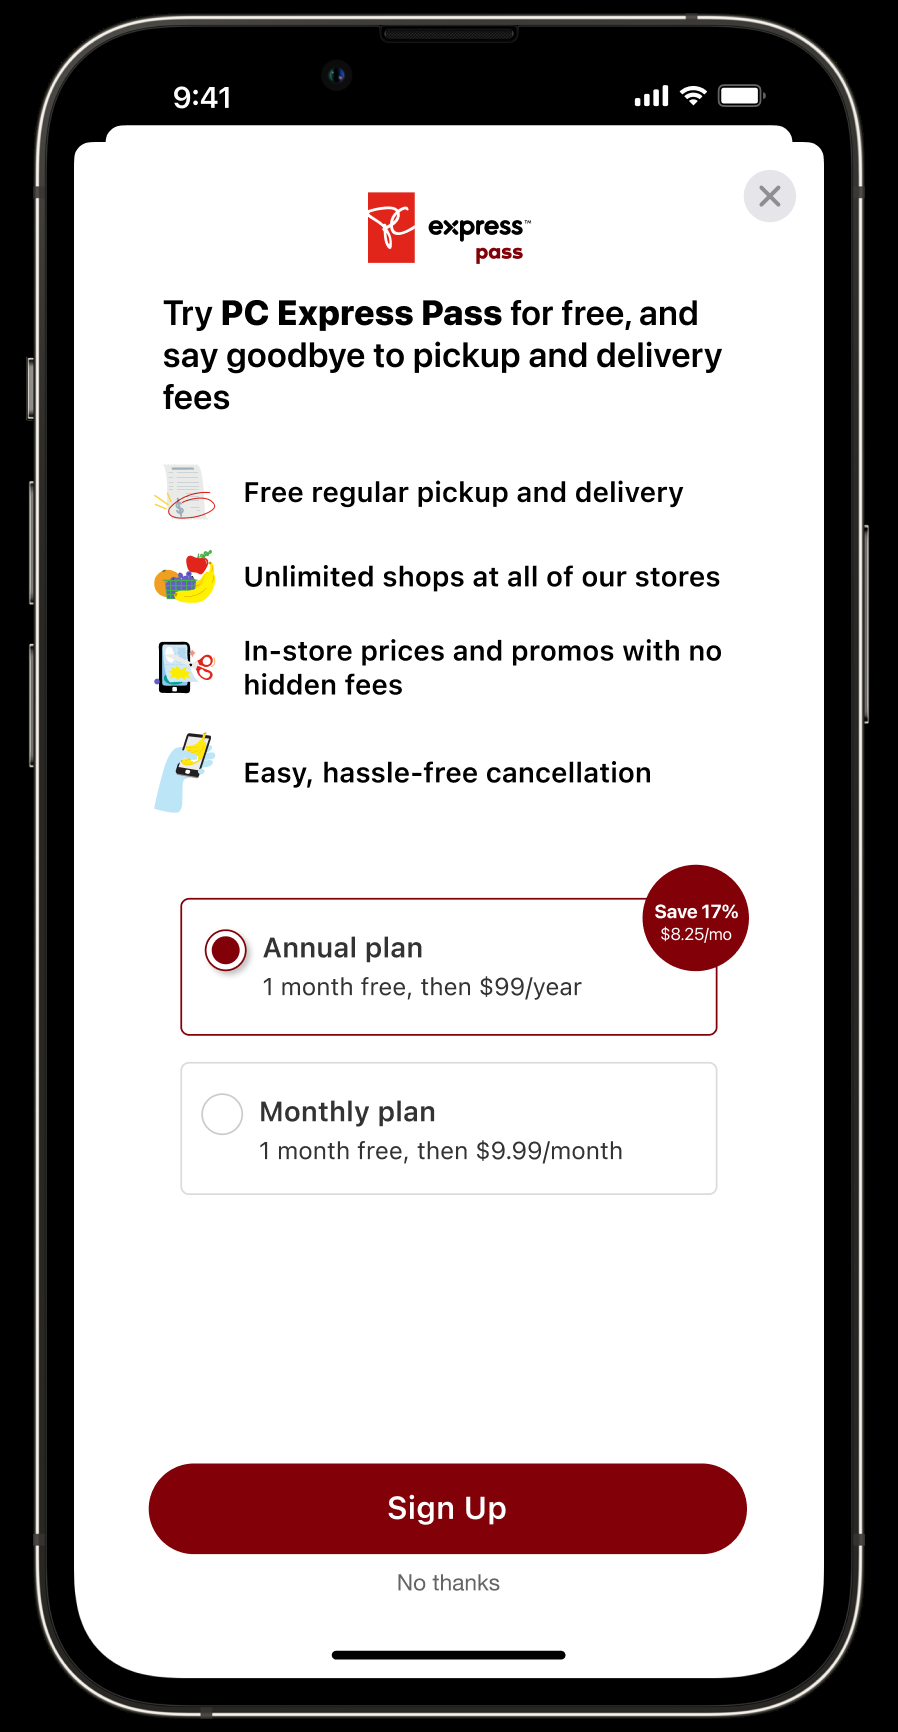 9:41
PC express™
pass
Try PC Express Pass for free, and
say goodbye to pickup and delivery
fees
Free regular pickup and delivery
Unlimited shops at all of our stores
In-store prices and promos with no
hidden fees
Easy, hassle-free cancellation
Save 17%
$8.25/mo
Annual plan
1 month free, then $99/year
Monthly plan
1 month free, then $9.99/month
Sign Up
No thanks